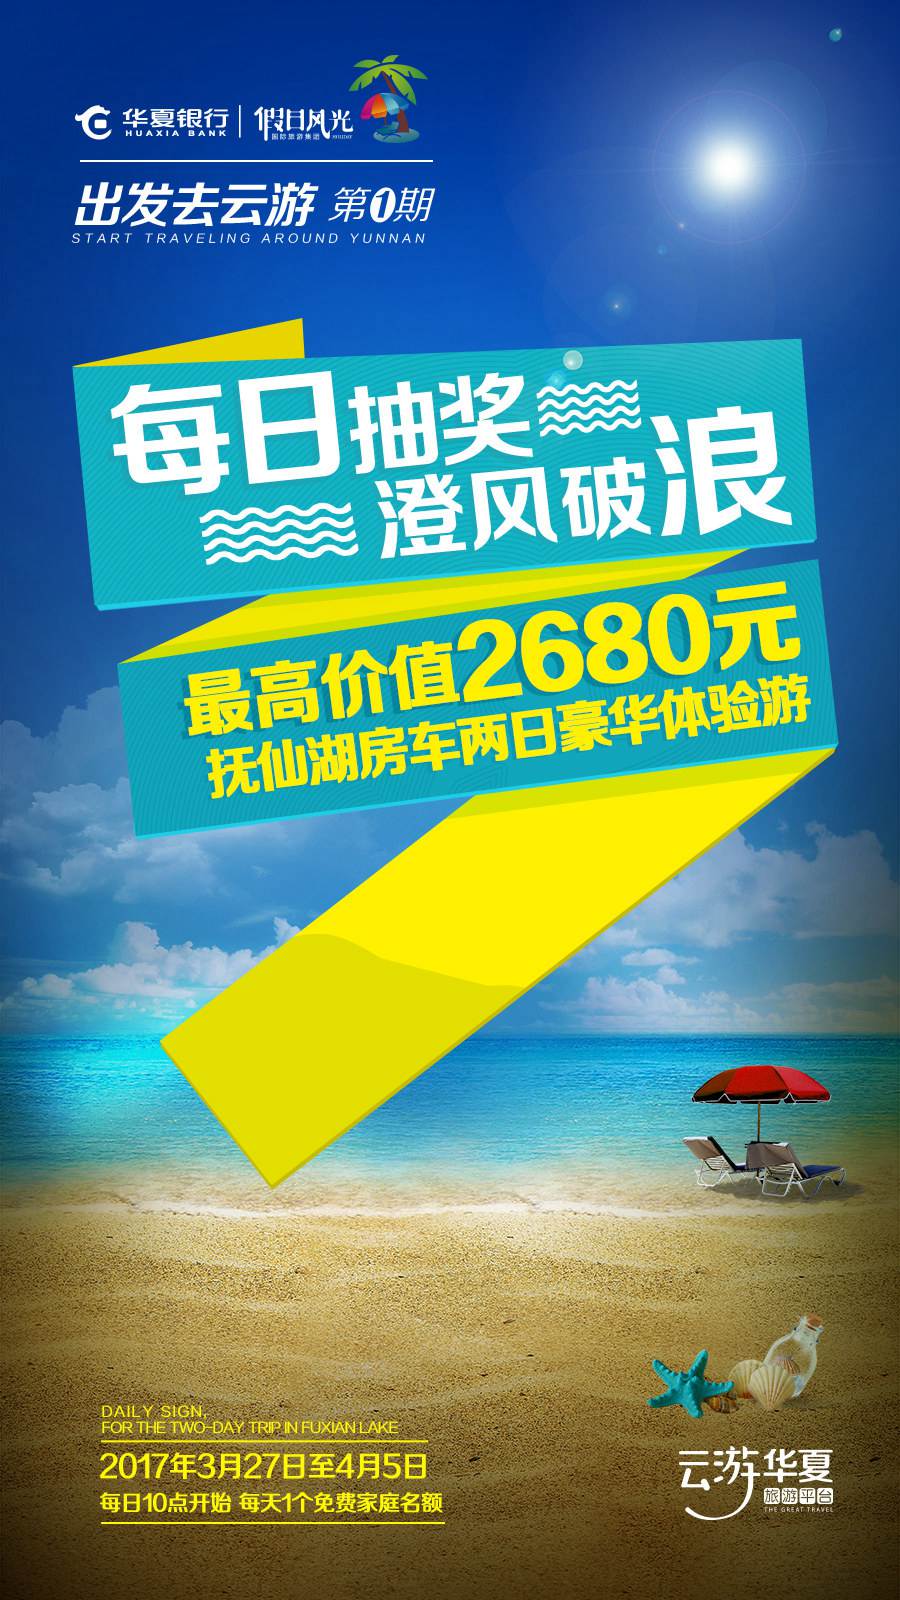 华夏银行
HUAXIA BANK
假日风光
国际旅游集团
HOLIDAY
出发去云游 第1期
START TRAVELING AROUND YUNNAN
每日抽奖
澄风破浪
最高价值2680元
抚仙湖房车两日豪华体验游
DAILY SIGN,
FOR THE TWO-DAY TRIP IN FUXIAN LAKE
2017年3月27日至4月5日
每日10点开始 每天1个免费家庭名额
云游华夏
旅游平台
THE GREAT TRAVEL